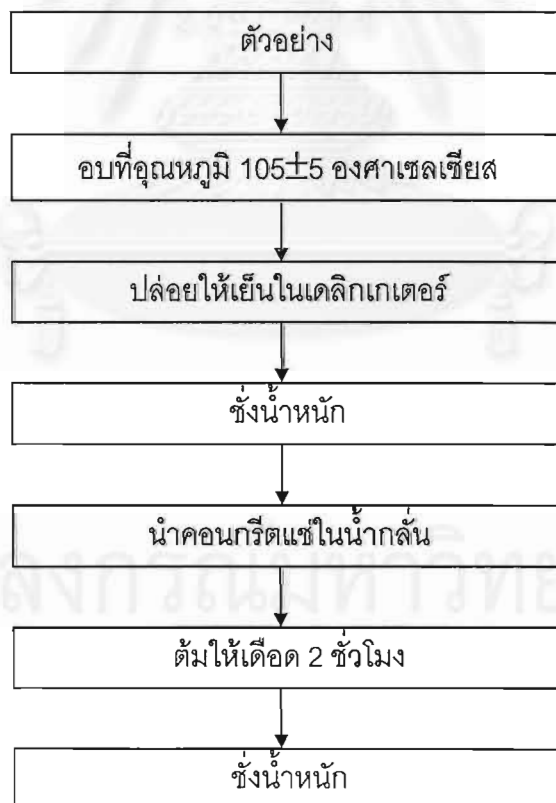 ตัวอย่าง
อบที่อุณหภูมิ 105±5 องศาเซลเซียส
ปล่อยให้เย็นในเดลิกเกเตอร์
ชั่งน้ำหนัก
นำคอนกรีตแช่ในน้ำกลั่น
ต้มให้เดือด 2 ชั่วโมง
ชั่งน้ำหนัก